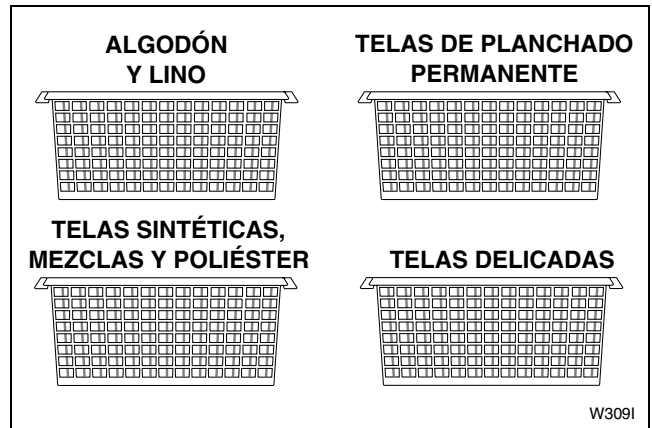 ALGODÓN
Y LINO
TELAS DE PLANCHADO
PERMANENTE
TELAS SINTÉTICAS,
MEZCLAS Y POLIÉSTER
TELAS DELICADAS
W309I